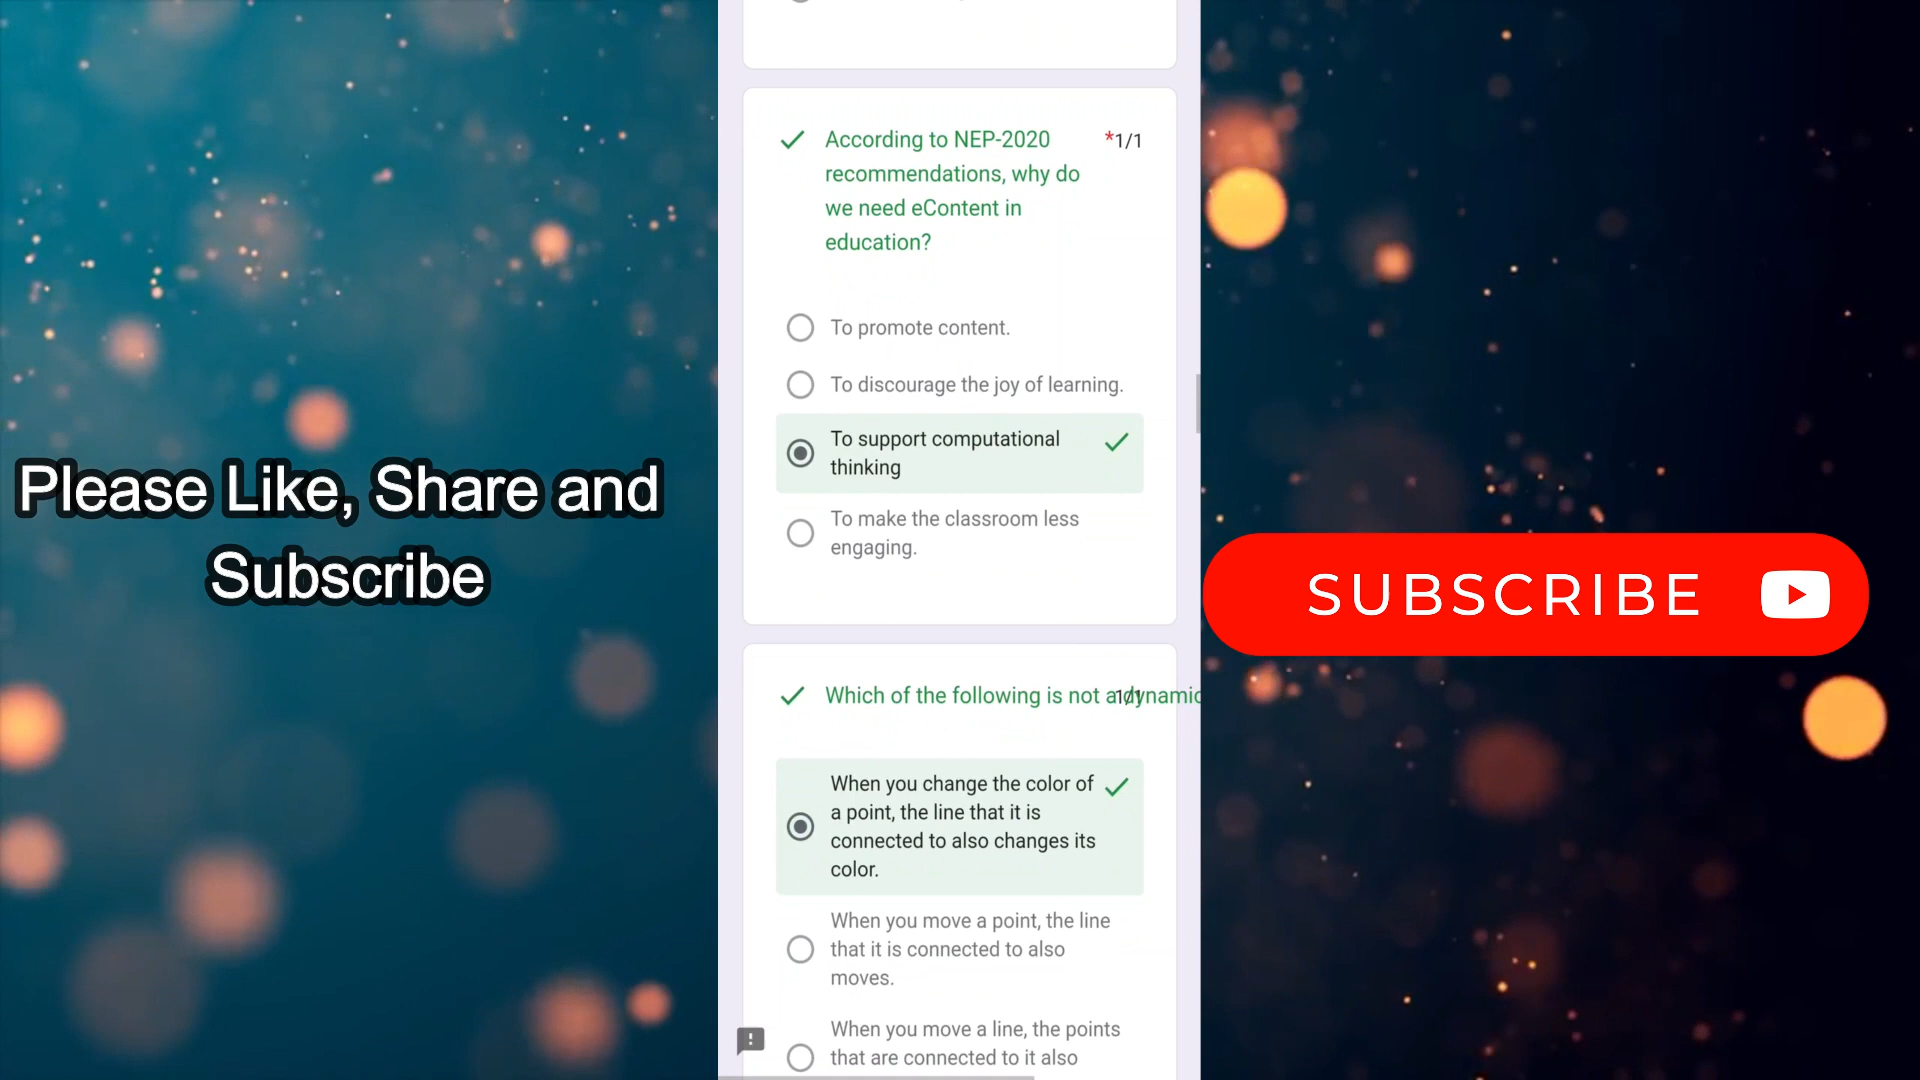 Please Like, Share and
Subscribe
According to NEP-2020
recommendations, why do
we need eContent in
education?
*1/1
To promote content.
To discourage the joy of learning.
To support computational
thinking
To make the classroom less
engaging.
Which of the following is not a dynamic
1/1
When you change the color of
a point, the line that it is
connected to also changes its
color.
When you move a point, the line
that it is connected to also
moves.
When you move a line, the points
that are connected to it also
SUBSCRIBE